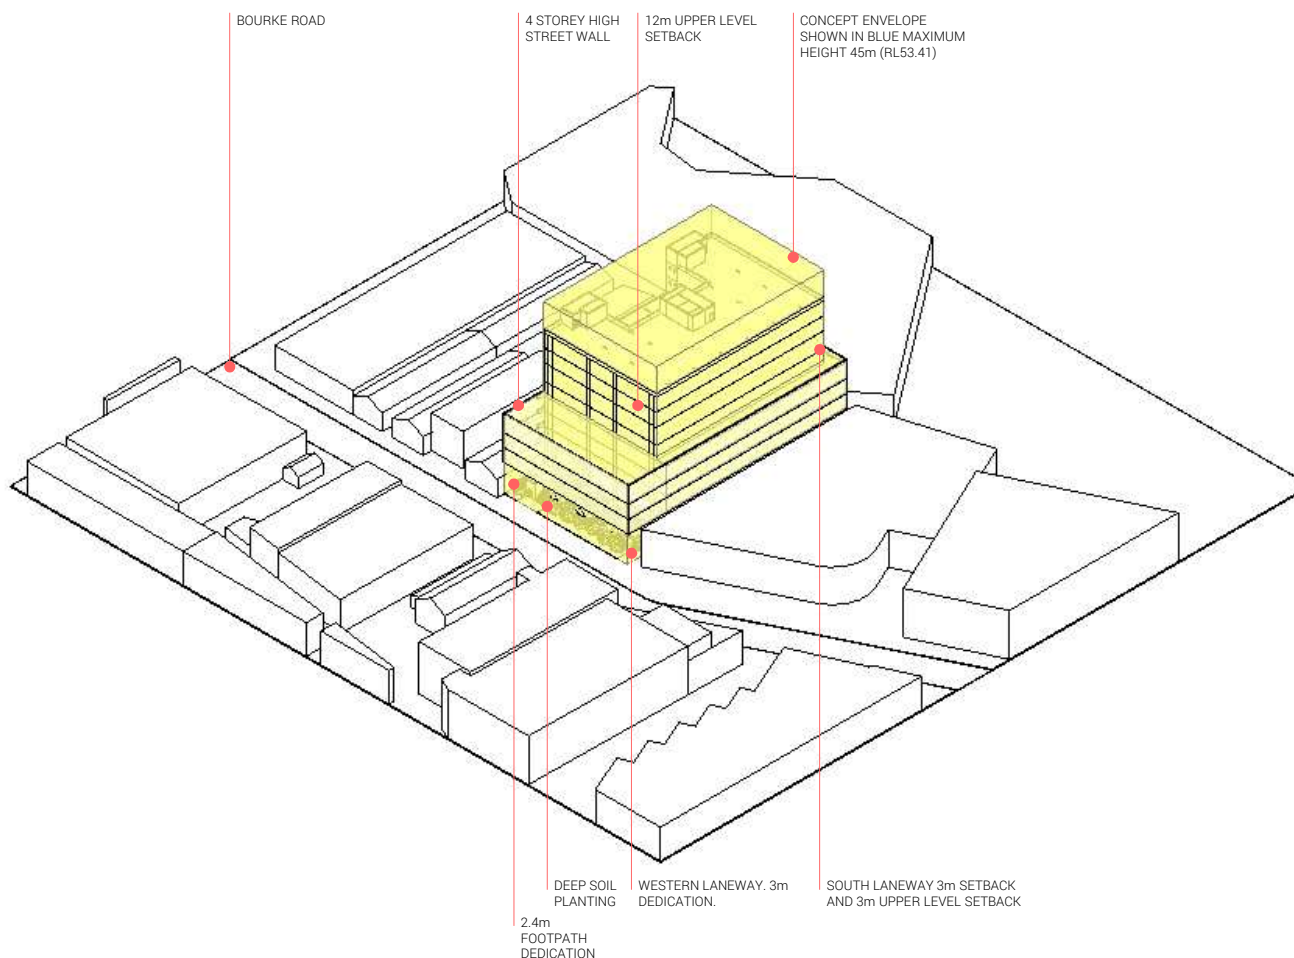 BOURKE ROAD
4 STOREY HIGH
STREET WALL
12m UPPER LEVEL
SETBACK
CONCEPT ENVELOPE
SHOWN IN BLUE MAXIMUM
HEIGHT 45m (RL53.41)
DEEP SOIL
PLANTING
WESTERN LANEWAY. 3m
DEDICATION.
SOUTH LANEWAY 3m SETBACK
AND 3m UPPER LEVEL SETBACK
2.4m
FOOTPATH
DEDICATION